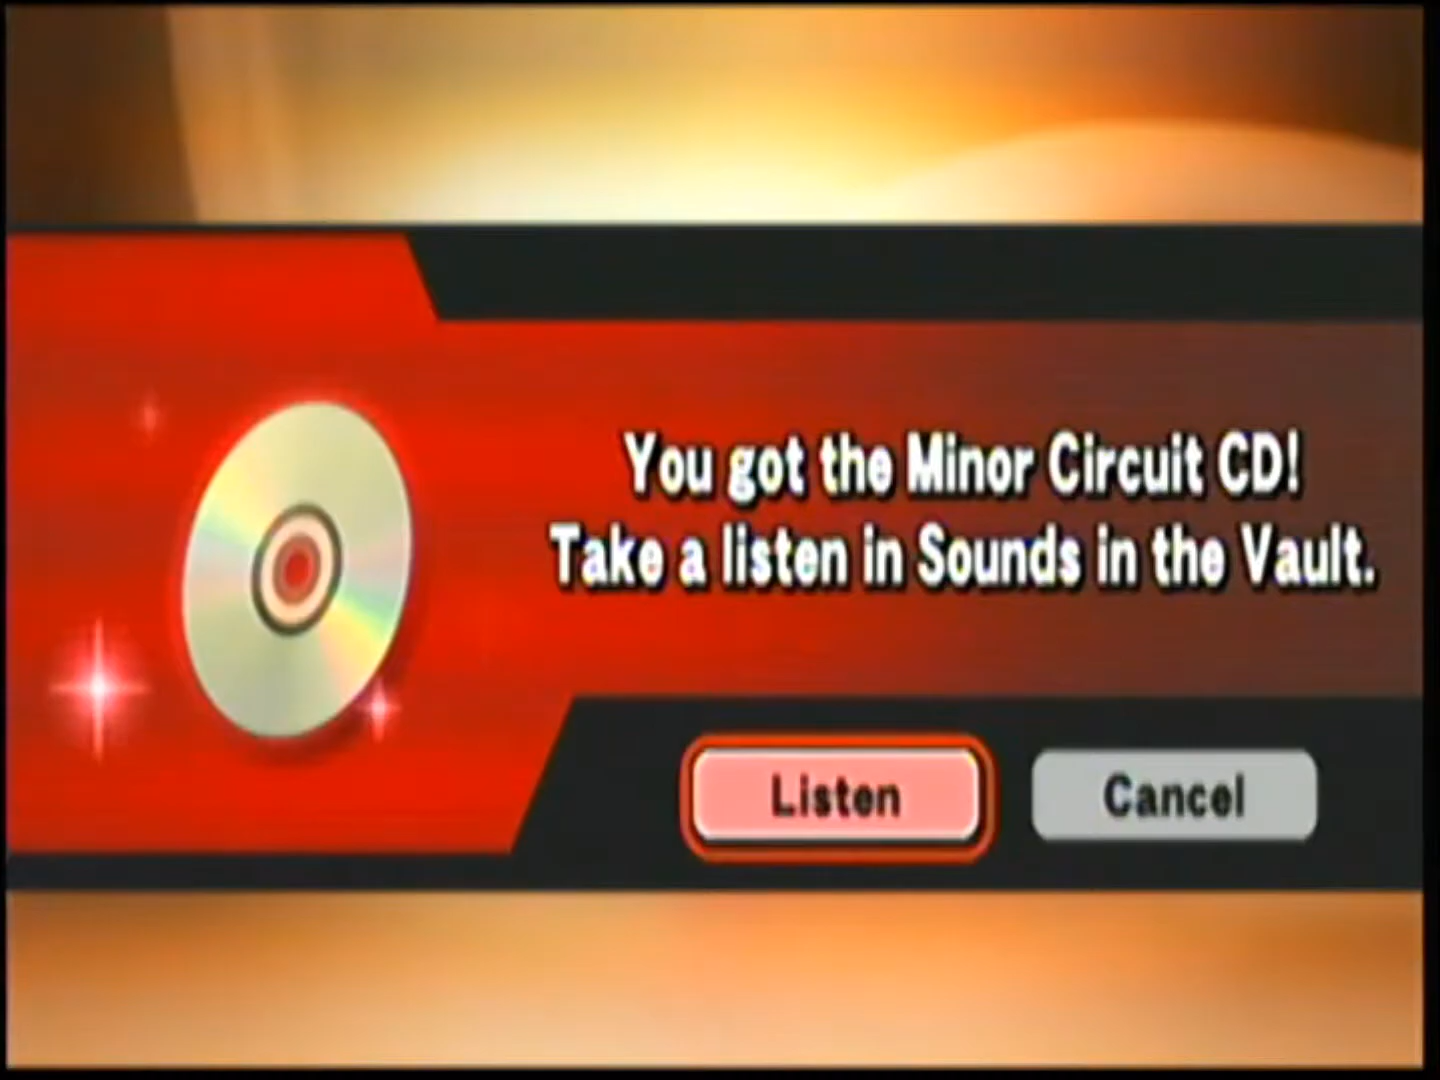 You got the Minor Circuit CD!
Take a listen in Sounds in the Vault.
Listen
Cancel